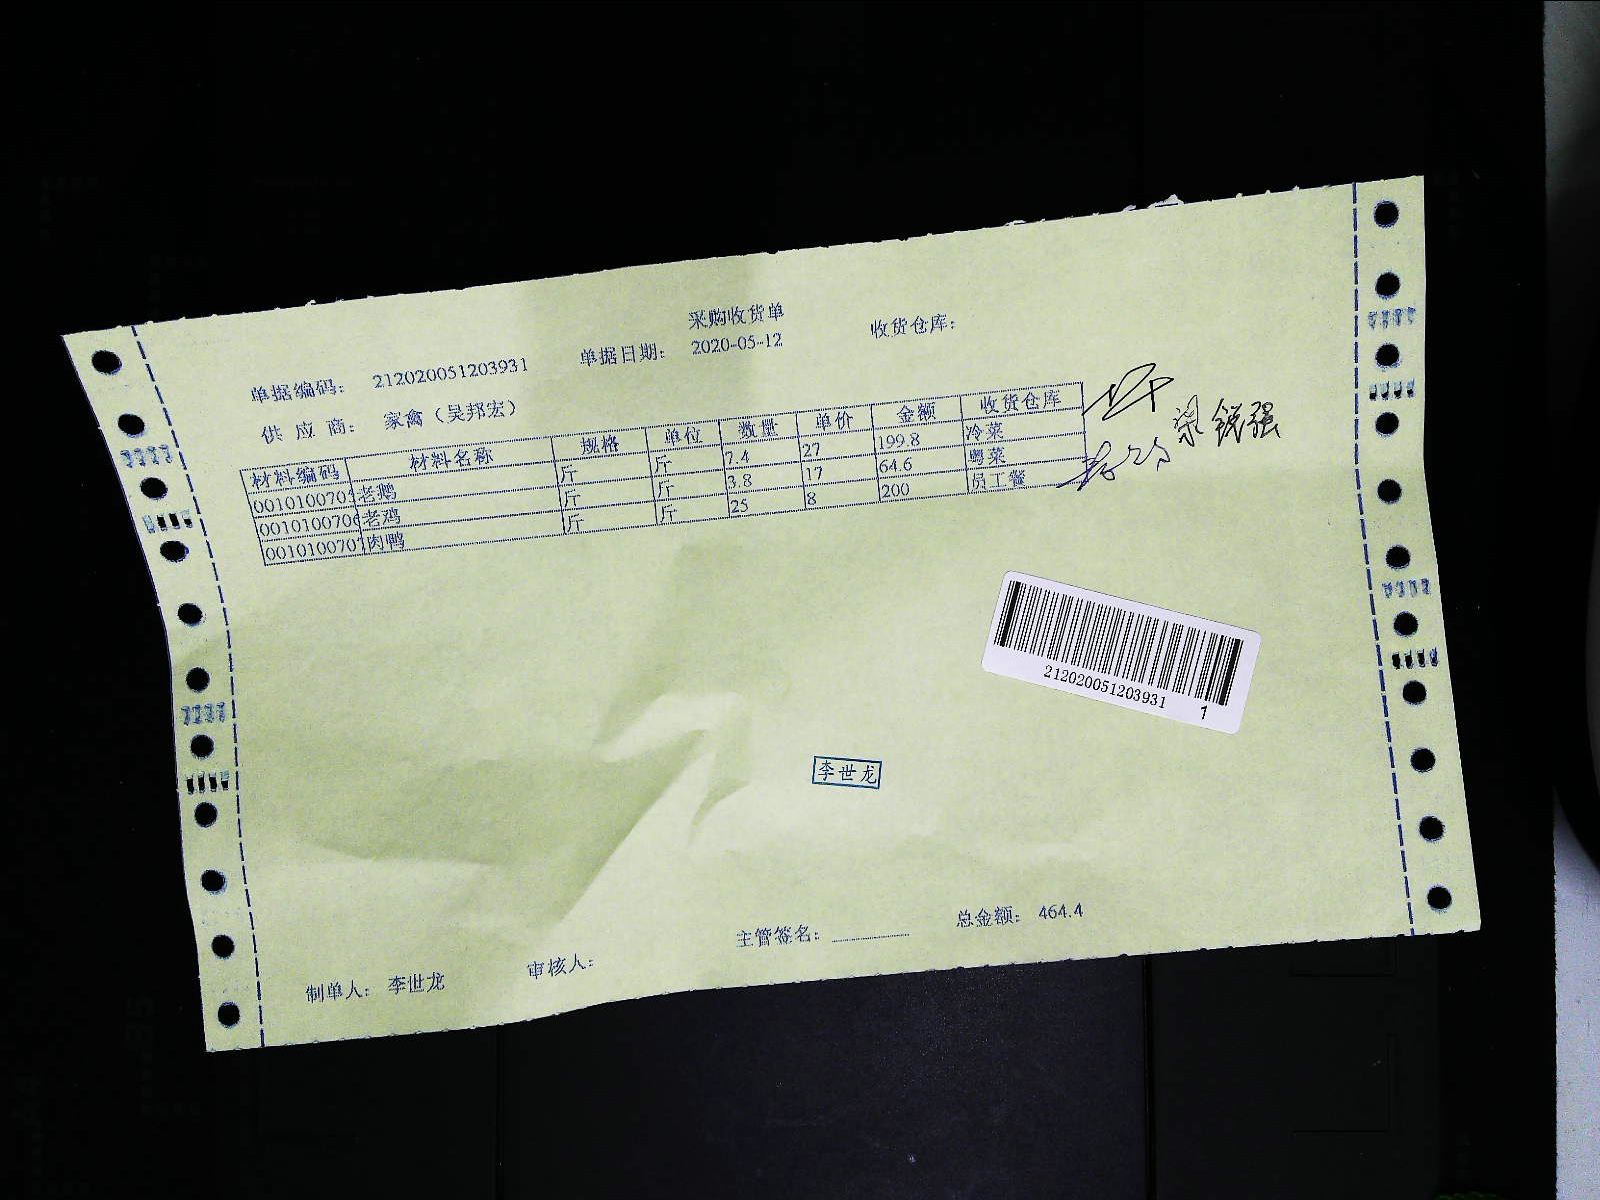 采购收货单
单据编码： 212020051203931 单据日期： 2020-05-12 收货仓库：
供 应 商： 家禽（吴邦宏）
材料编码 材料名称 规格 单位 数量 单价 金额 收货仓库
001010070 老鹅 斤 斤 7.4 27 199.8 冷菜
0010100706 老鸡 斤 斤 3.8 17 64.6 粤菜
001010070 肉鸭 斤 斤 25 8 200 员工餐
锐强
212020051203931 1
李世龙
制单人： 李世龙 审核人： 主管签名： 总金额： 464.4